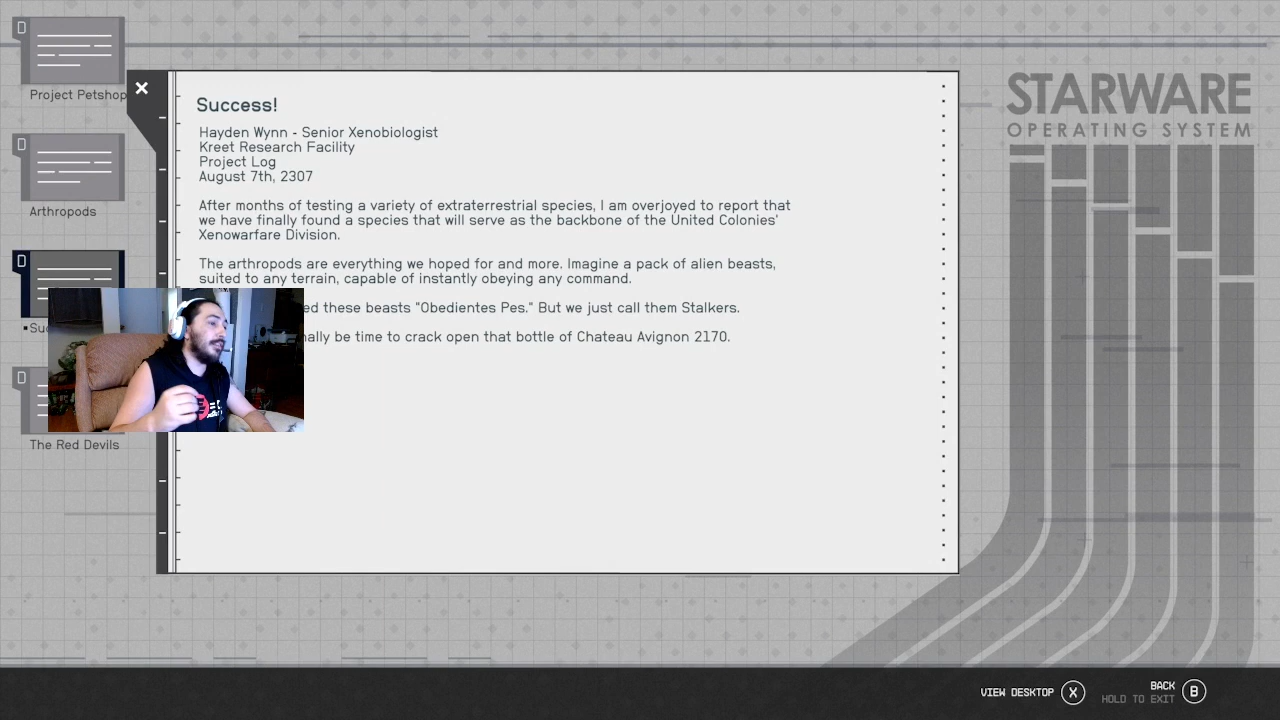 Project Petshop
Arthropods
The Red Devils
Success!
Hayden Wynn - Senior Xenobiologist
Kreet Research Facility
Project Log
August 7th, 2307
After months of testing a variety of extraterrestrial species, I am overjoyed to report that
we have finally found a species that will serve as the backbone of the United Colonies'
Xenowarfare Division.
The arthropods are everything we hoped for and more. Imagine a pack of alien beasts,
suited to any terrain, capable of instantly obeying any command.
these beasts "Obedientes Pes." But we just call them Stalkers.
be time to crack open that bottle of Chateau Avignon 2170.
STARWARE
OPERATING SYSTEM
VIEW DESKTOP X
BACK B
HOLD TO EXIT